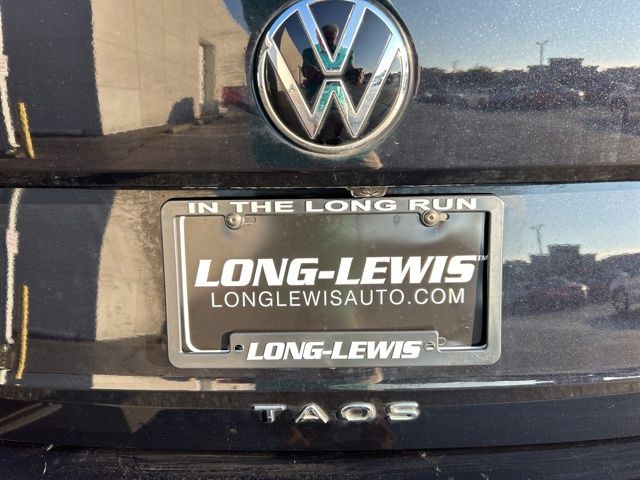 IN THE LONG RUN
LONG-LEWIS™
LONGLEWISAUTO.COM
LONG-LEWIS
TAOS